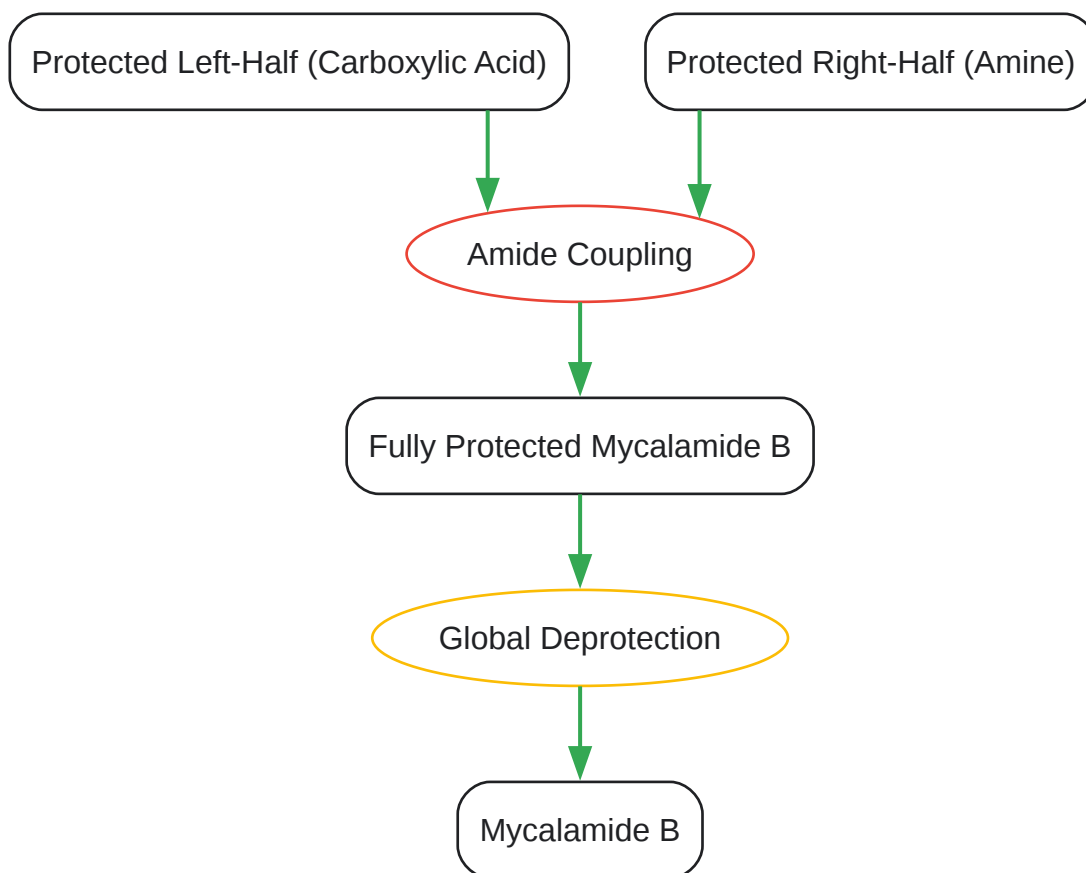 Protected Left-Half (Carboxylic Acid)
Protected Right-Half (Amine)
Amide Coupling
Fully Protected Mycalamide B
Global Deprotection
Mycalamide B